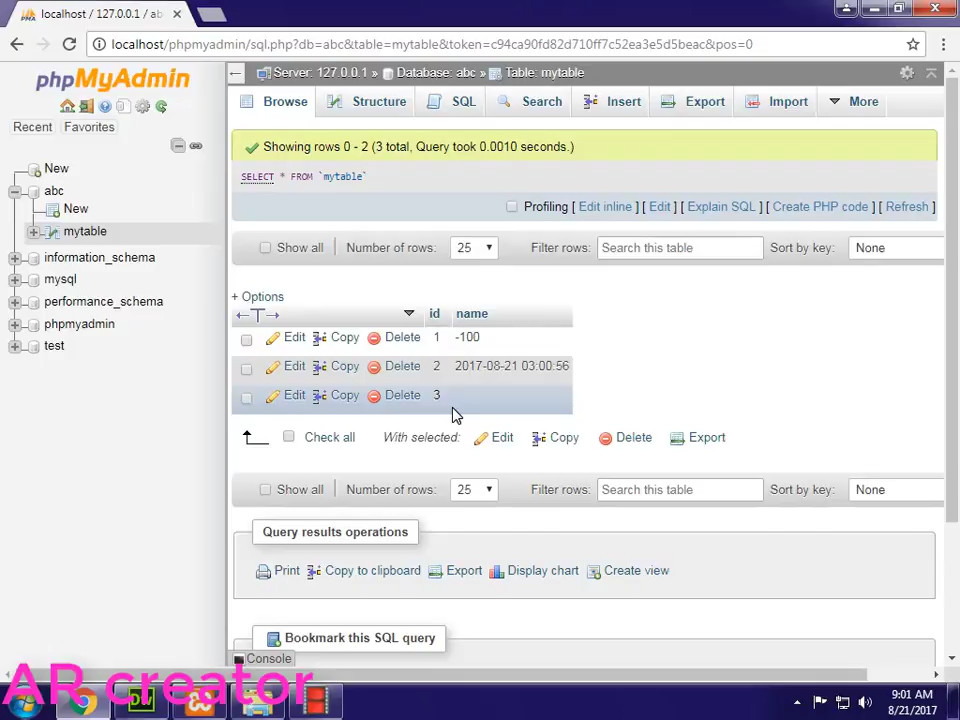 localhost / 127.0.0.1 / ab
localhost/phpmyadmin/sql.php?db=abc&table=mytable&token=c94ca90fd82d710ff7c52ea3e5d5beac&pos=0
phpMyAdmin
Recent Favorites
New
abc
New
mytable
information_schema
mysql
performance_schema
phpmyadmin
test
Server: 127.0.0.1 » Database: abc » Table: mytable
Browse Structure SQL Search Insert Export Import More
Showing rows 0 - 2 (3 total, Query took 0.0010 seconds.)
SELECT * FROM `mytable`
Profiling [ Edit inline ] [ Edit ] [ Explain SQL ] [ Create PHP code ] [ Refresh ]
Show all Number of rows: 25 Filter rows: Search this table Sort by key: None
+ Options
id name
Edit Copy Delete 1 -100
Edit Copy Delete 2 2017-08-21 03:00:56
Edit Copy Delete 3
Check all With selected: Edit Copy Delete Export
Show all Number of rows: 25 Filter rows: Search this table Sort by key: None
Query results operations
Print Copy to clipboard Export Display chart Create view
Bookmark this SQL query
Console
AR creator
Dw
9:01 AM
8/21/2017